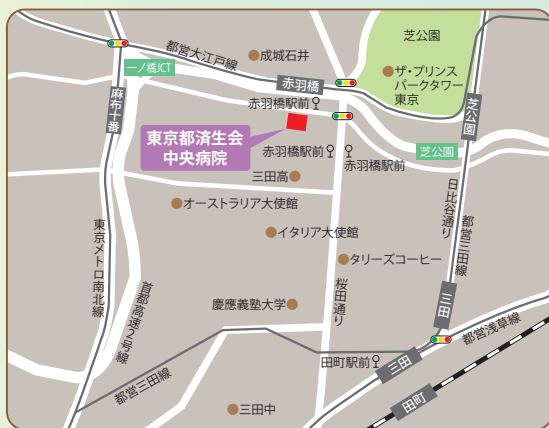 芝公園
成城石井
都営大江戸線
ザ・プリンス
パークタワー
東京
一ノ橋JCT
赤羽橋
赤羽橋駅前
麻布十番
芝公園
東京都済生会
中央病院
赤羽橋駅前
赤羽橋駅前
芝公園
三田高
オーストラリア大使館
日比谷通り
都営三田線
東京メトロ南北線
イタリア大使館
タリーズコーヒー
首都高速2号線
桜田通り
慶應義塾大学
三田
都営浅草線
田町駅前
三田
都営三田線
田町
三田中